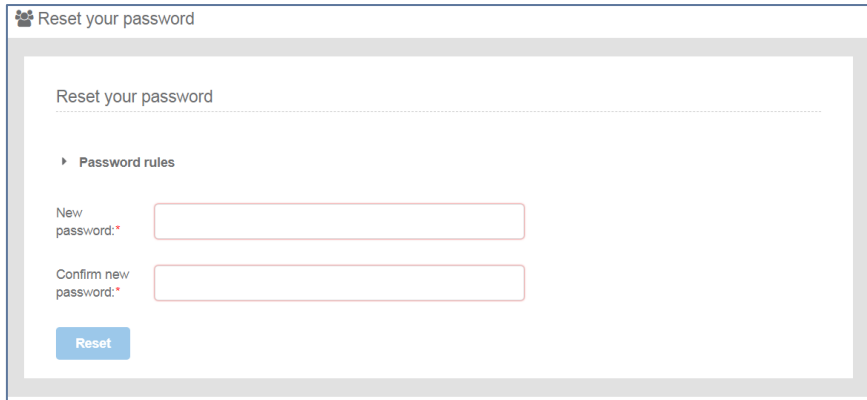 Reset your password
Reset your password
Password rules
New
password:*
Confirm new
password:*
Reset